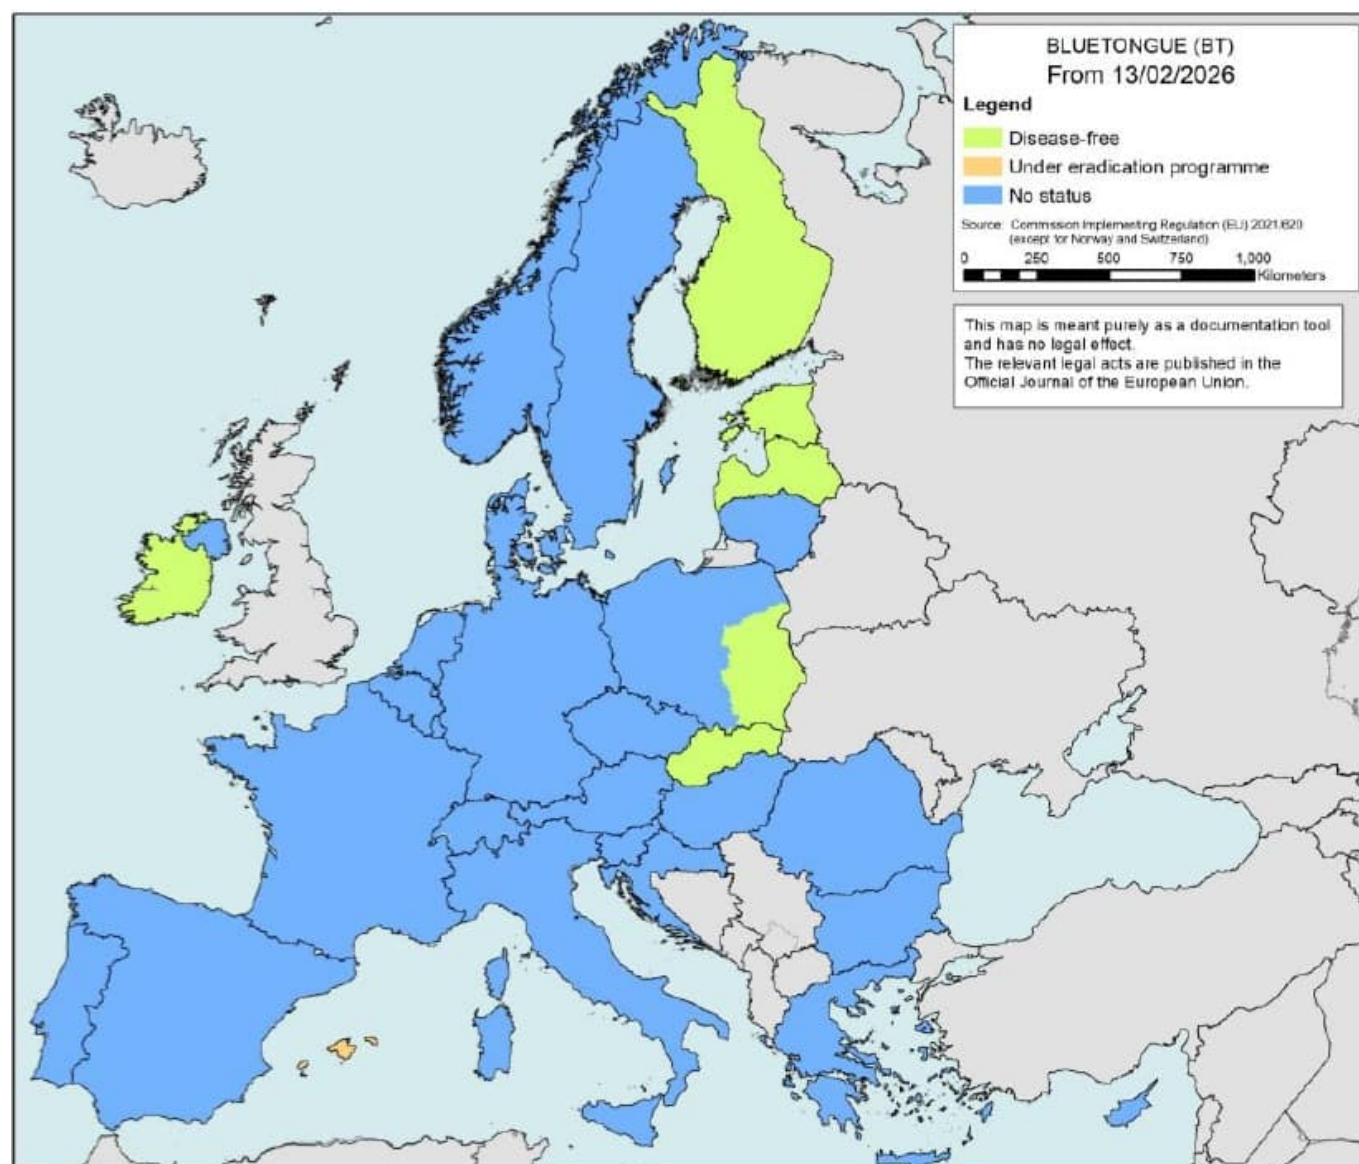 BLUETONGUE (BT)
From 13/02/2026
Legend
Disease-free
Under eradication programme
No status
Source: Commission Implementing Regulation (EU) 2021/620
(except for Norway and Switzerland)
0 250 500 750 1,000
Kilometers
This map is meant purely as a documentation tool
and has no legal effect.
The relevant legal acts are published in the
Official Journal of the European Union.